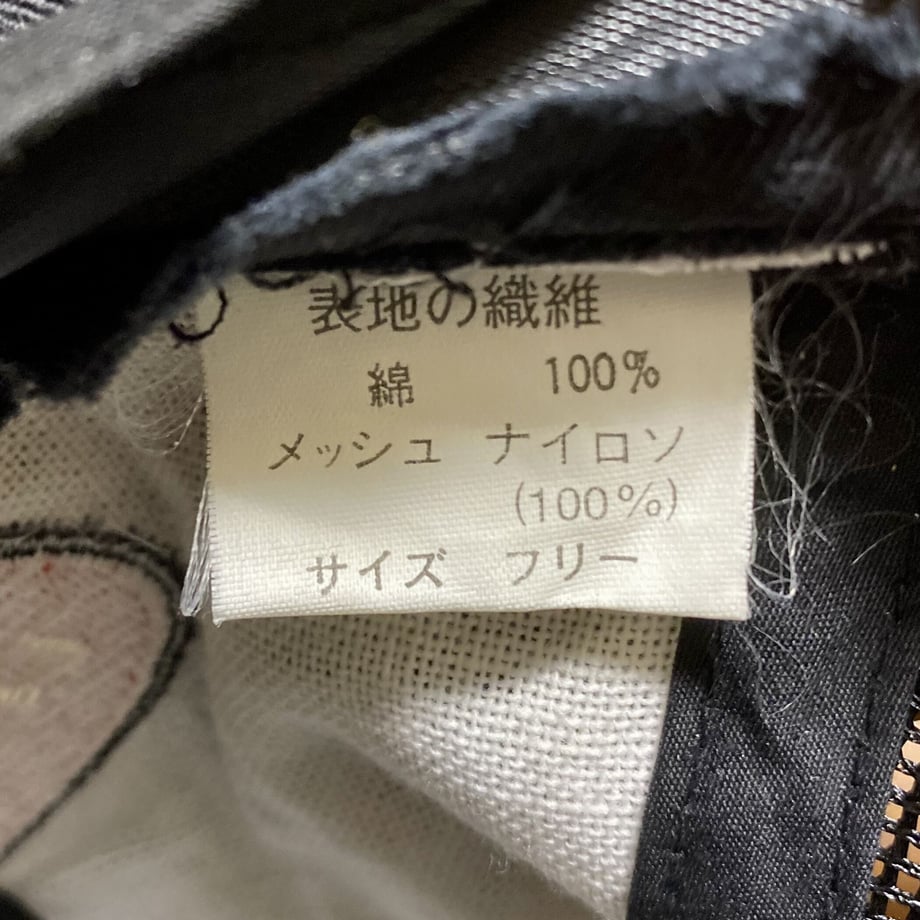 表地の織維
綿 100%
メッシュ ナイロソ
(100%)
サイズ フリー